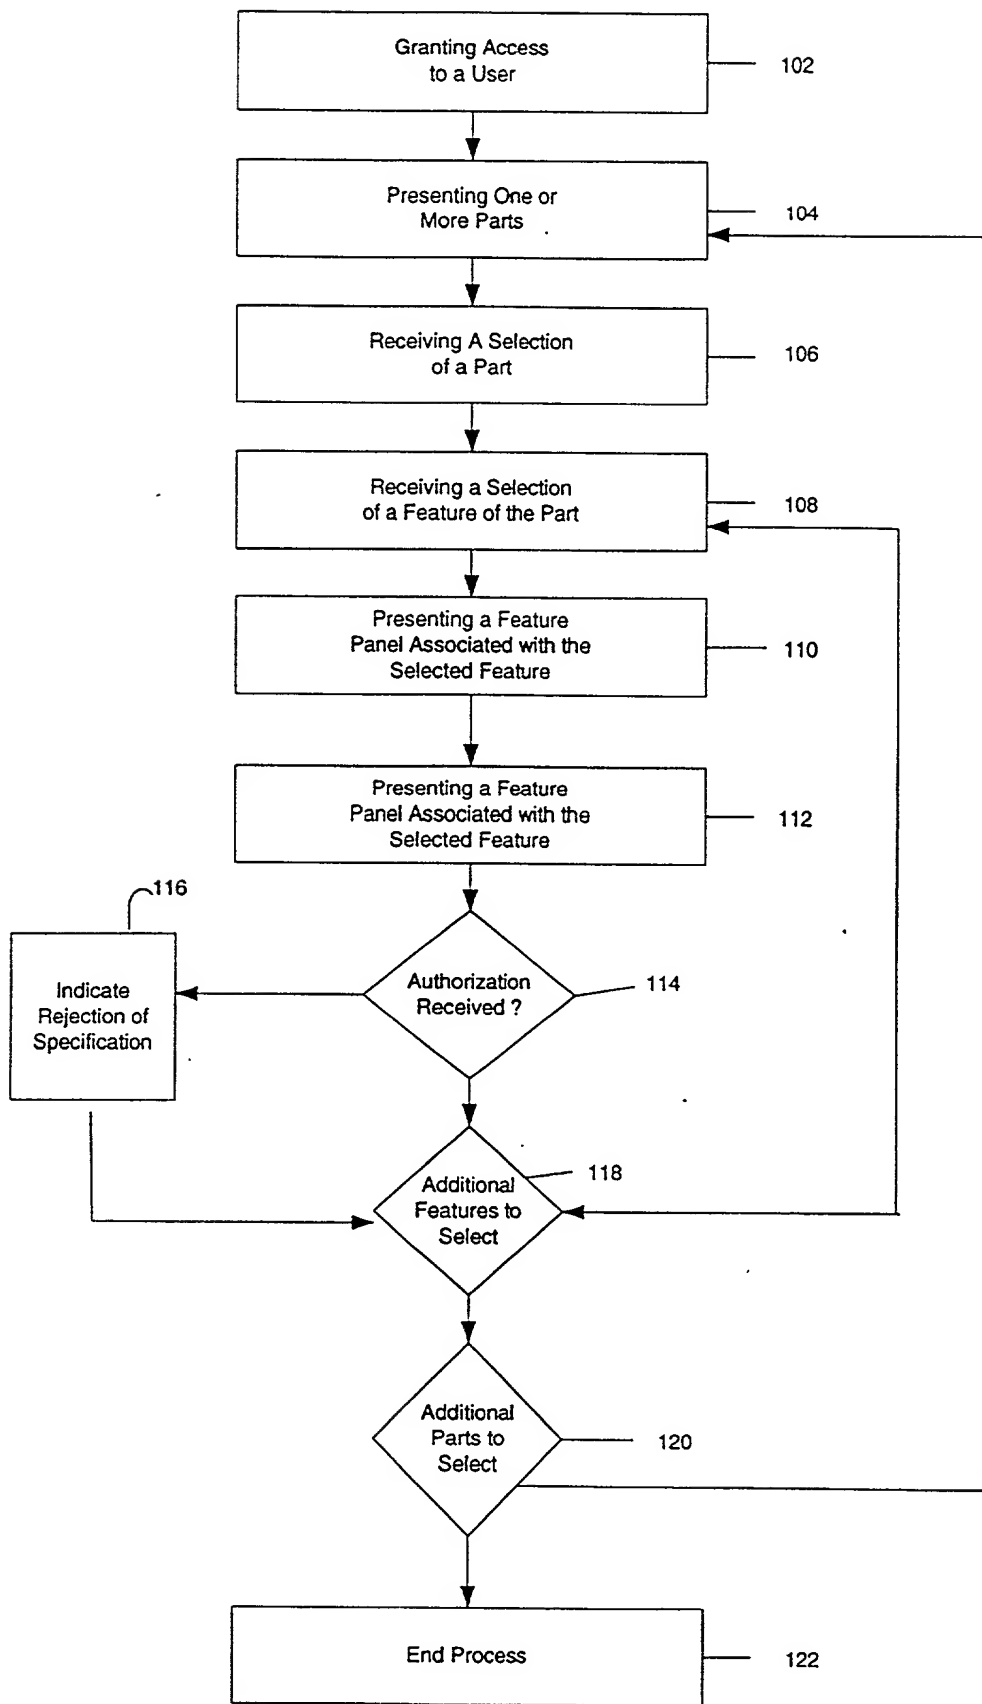 Granting Access
to a User
102
Presenting One or
More Parts
104
Receiving A Selection
of a Part
106
Receiving a Selection
of a Feature of the Part
108
Presenting a Feature
Panel Associated with the
Selected Feature
110
Presenting a Feature
Panel Associated with the
Selected Feature
112
116
Indicate
Rejection of
Specification
Authorization
Received ?
114
Additional
Features to
Select
118
Additional
Parts to
Select
120
End Process
122